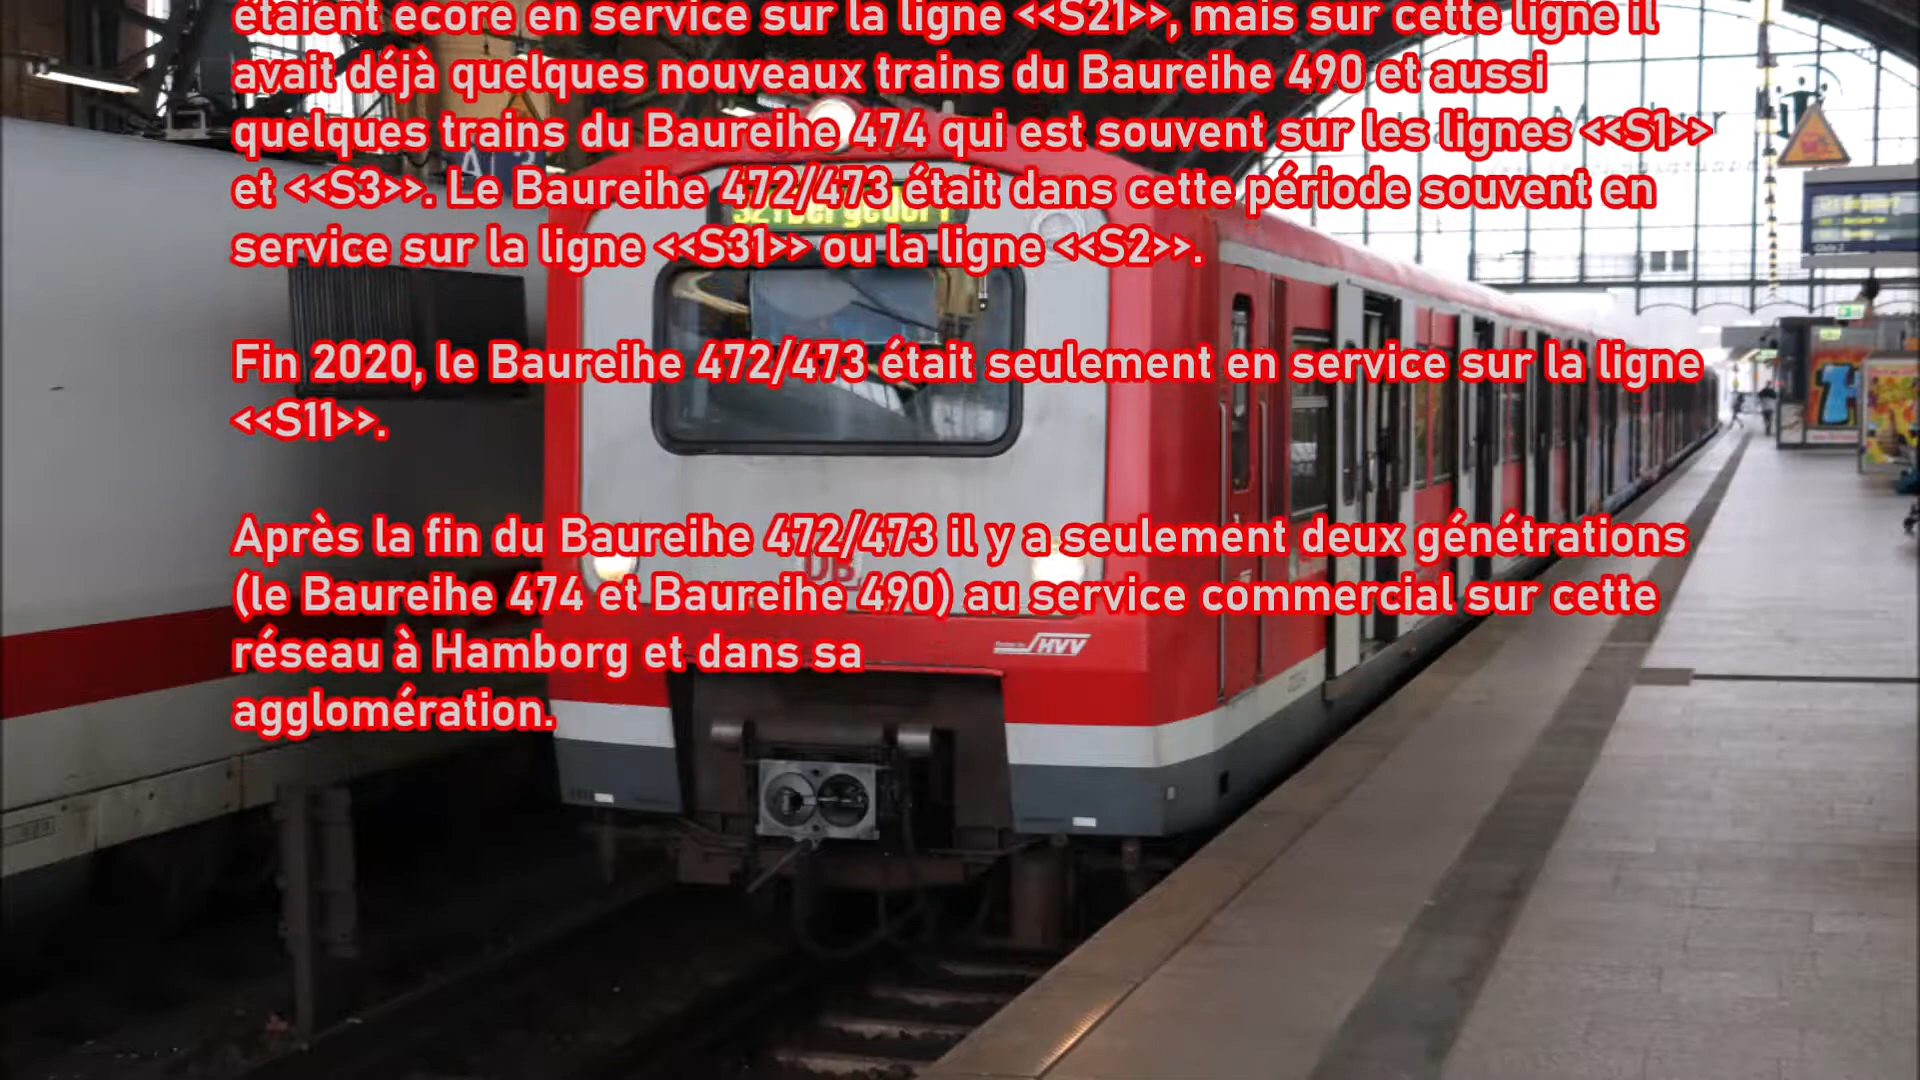 étaient ecore en service sur la ligne <<S21>>, mais sur cette ligne il
avait déjà quelques nouveaux trains du Baureihe 490 et aussi
quelques trains du Baureihe 474 qui est souvent sur les lignes <<S1>>
et <<S3>>. Le Baureihe 472/473 était dans cette période souvent en
service sur la ligne <<S31>> ou la ligne <<S2>>.
Fin 2020, le Baureihe 472/473 était seulement en service sur la ligne
<<S11>>.
Après la fin du Baureihe 472/473 il y a seulement deux génétrations
(le Baureihe 474 et Baureihe 490) au service commercial sur cette
réseau à Hamborg et dans sa
agglomération.
S21 Bergedorf
HVV